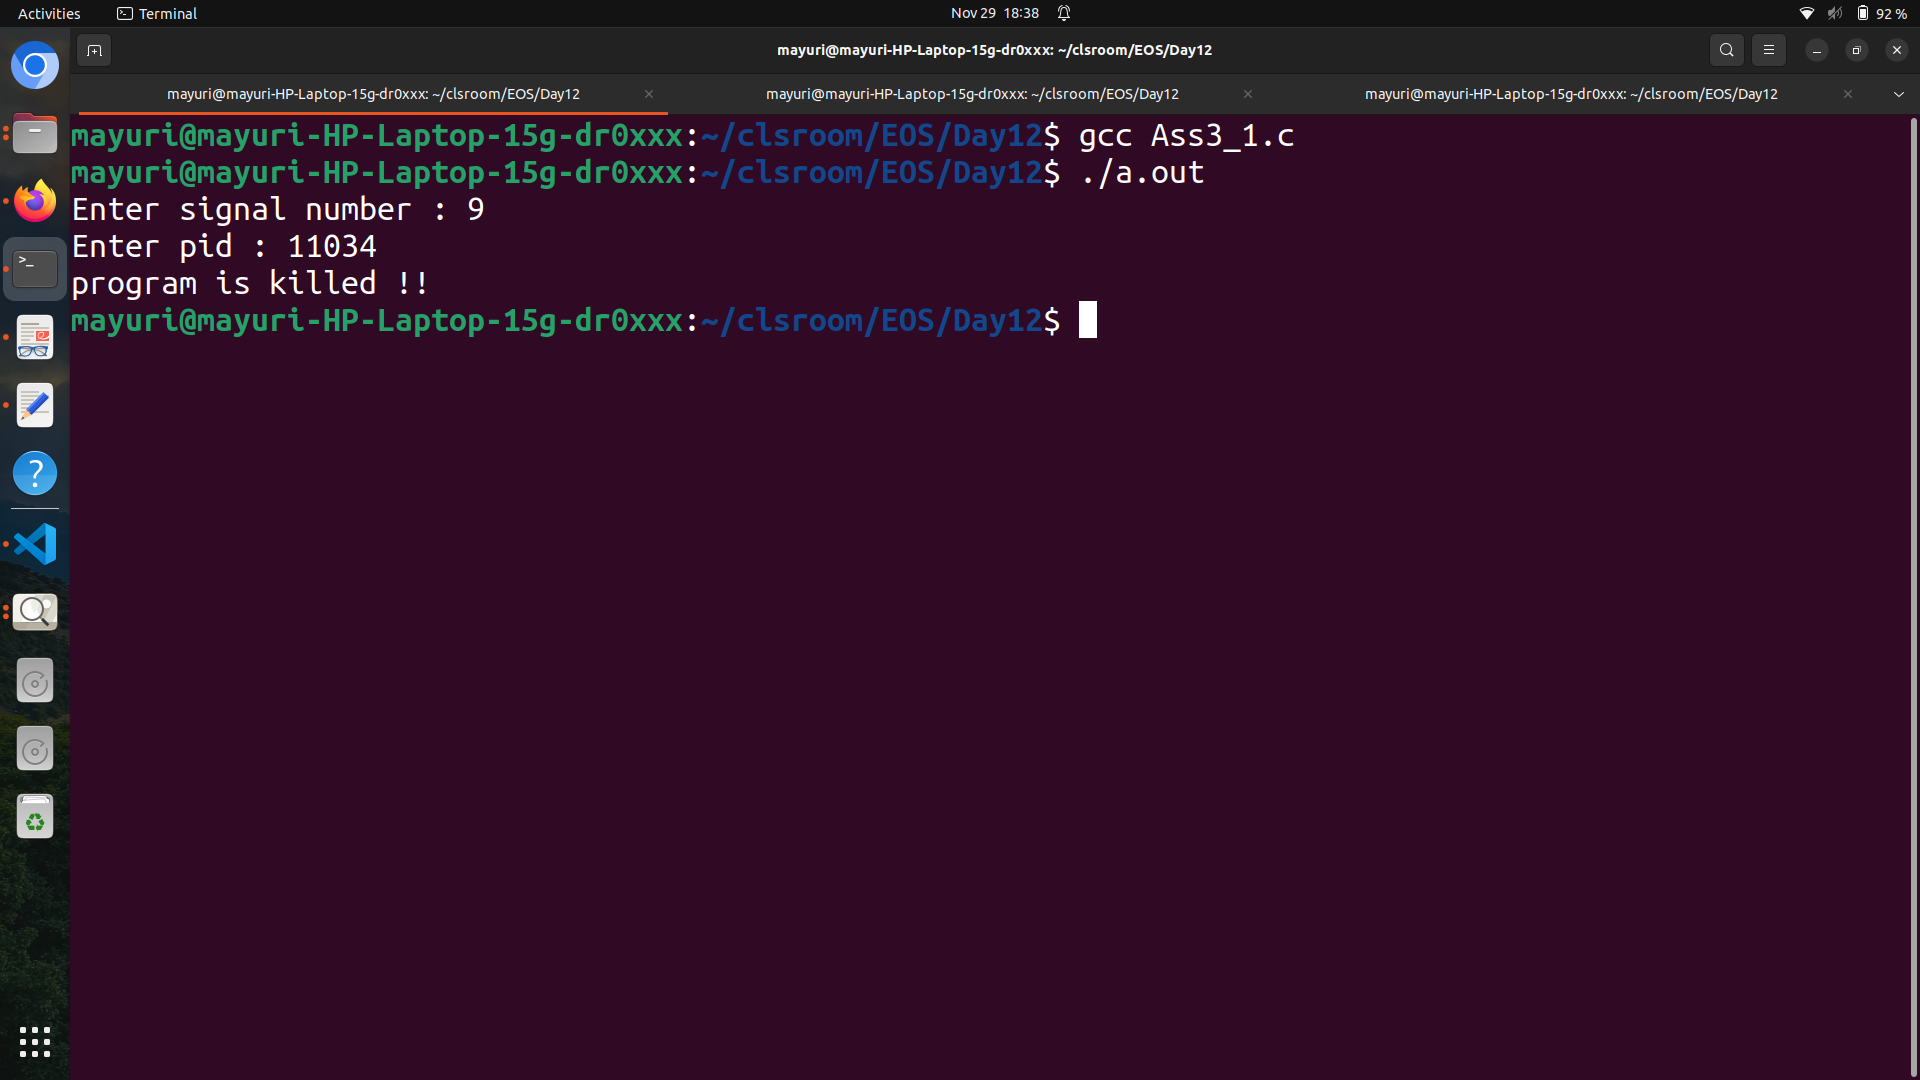 Activities Terminal Nov 29 18:38 92 %
mayuri@mayuri-HP-Laptop-15g-dr0xxx: ~/clsroom/EOS/Day12
mayuri@mayuri-HP-Laptop-15g-dr0xxx: ~/clsroom/EOS/Day12 mayuri@mayuri-HP-Laptop-15g-dr0xxx: ~/clsroom/EOS/Day12 mayuri@mayuri-HP-Laptop-15g-dr0xxx: ~/clsroom/EOS/Day12
mayuri@mayuri-HP-Laptop-15g-dr0xxx:~/clsroom/EOS/Day12$ gcc Ass3_1.c
mayuri@mayuri-HP-Laptop-15g-dr0xxx:~/clsroom/EOS/Day12$ ./a.out
Enter signal number : 9
Enter pid : 11034
program is killed !!
mayuri@mayuri-HP-Laptop-15g-dr0xxx:~/clsroom/EOS/Day12$